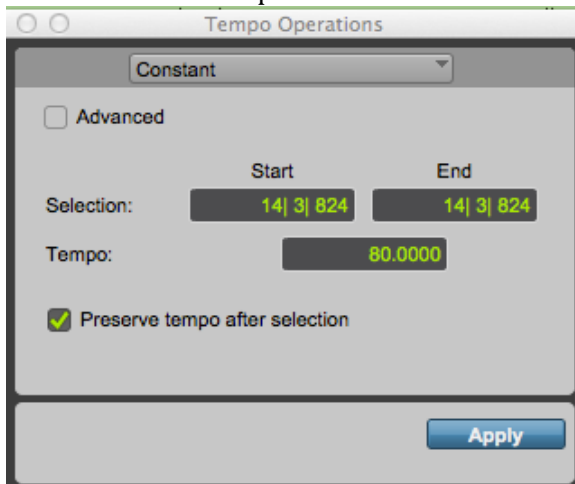 Tempo Operations
Constant
Advanced
Start End
Selection: 14| 3| 824 14| 3| 824
Tempo: 80.0000
Preserve tempo after selection
Apply